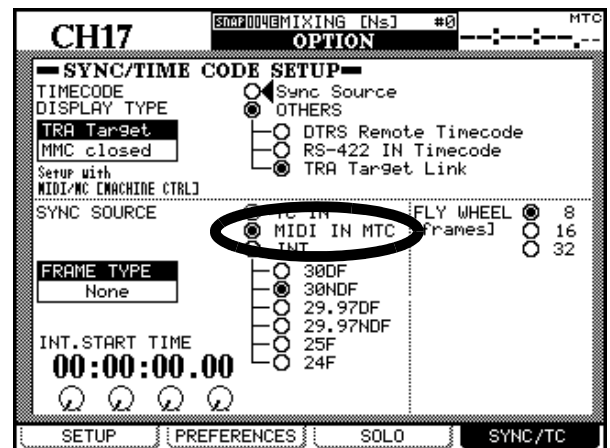 CH17
SNAP004 MIXING [Ns] #0
OPTION
MTC
--:--:--.--
SYNC/TIME CODE SETUP
TIMECODE
DISPLAY TYPE
Sync Source
OTHERS
TRA Target
MMC closed
DTRS Remote Timecode
RS-422 IN Timecode
TRA Target Link
Setup with
MIDI/MC [MACHINE CTRL]
SYNC SOURCE
TC IN
MIDI IN MTC
INT
FLY WHEEL
frames]
8
16
32
FRAME TYPE
None
30DF
30NDF
29.97DF
29.97NDF
25F
24F
INT.START TIME
00:00:00.00
SETUP
PREFERENCES
SOLO
SYNC/TC